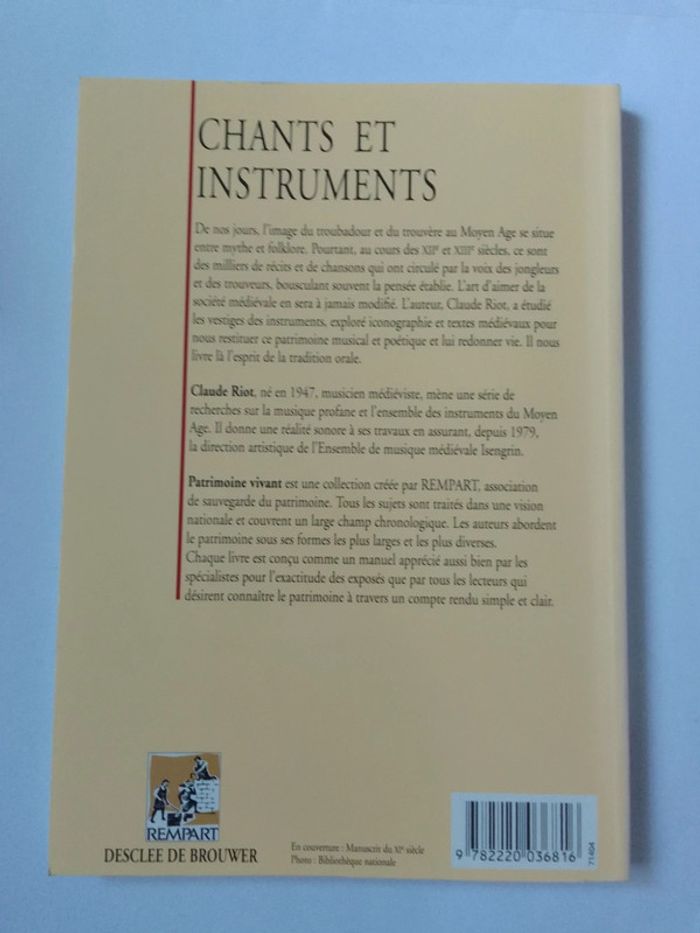 CHANTS ET
INSTRUMENTS
De nos jours, l'image du troubadour et du trouvère au Moyen Age se situe
entre mythe et folklore. Pourtant, au cours des XIIe et XIIIe siècles, ce sont
des milliers de récits et de chansons qui ont circulé par la voix des jongleurs
et des trouveurs, bousculant souvent la pensée établie. L'art d'aimer de la
société médiévale en sera à jamais modifié. L'auteur, Claude Riot, a étudié
les vestiges des instruments, exploré iconographie et textes médiévaux pour
nous restituer ce patrimoine musical et poétique et lui redonner vie. Il nous
livre là l'esprit de la tradition orale.
Claude Riot, né en 1947, musicien médiéviste, mène une série de
recherches sur la musique profane et l'ensemble des instruments du Moyen
Age. Il donne une réalité sonore à ses travaux en assurant, depuis 1979,
la direction artistique de l'Ensemble de musique médiévale Isengrin.
Patrimoine vivant est une collection créée par REMPART, association
de sauvegarde du patrimoine. Tous les sujets sont traités dans une vision
nationale et couvrent un large champ chronologique. Les auteurs abordent
le patrimoine sous ses formes les plus larges et les plus diverses.
Chaque livre est conçu comme un manuel apprécié aussi bien par les
spécialistes pour l'exactitude des exposés que par tous les lecteurs qui
désirent connaître le patrimoine à travers un compte rendu simple et clair.
REMPART
DESCLEE DE BROUWER
En couverture : Manuscrit du XIe siècle
Photo : Bibliothèque nationale
9 782220 036816
71404